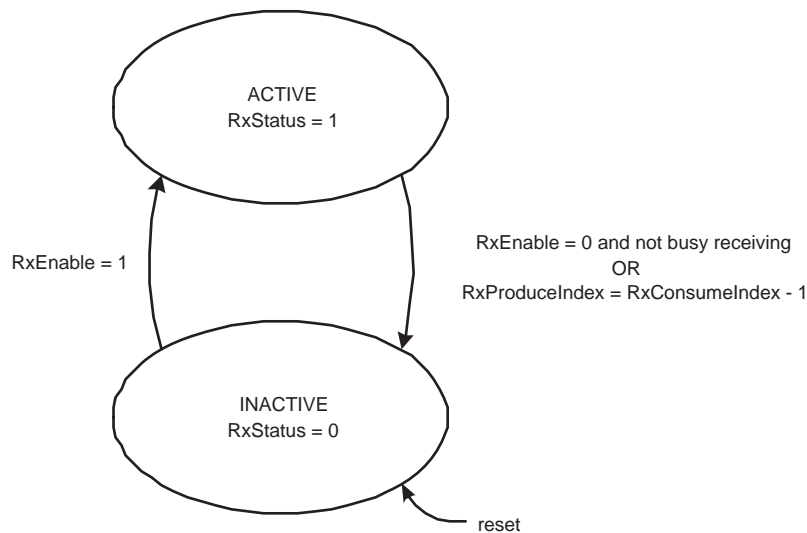 ACTIVE
RxStatus = 1
RxEnable = 1
RxEnable = 0 and not busy receiving
OR
RxProduceIndex = RxConsumeIndex - 1
INACTIVE
RxStatus = 0
reset